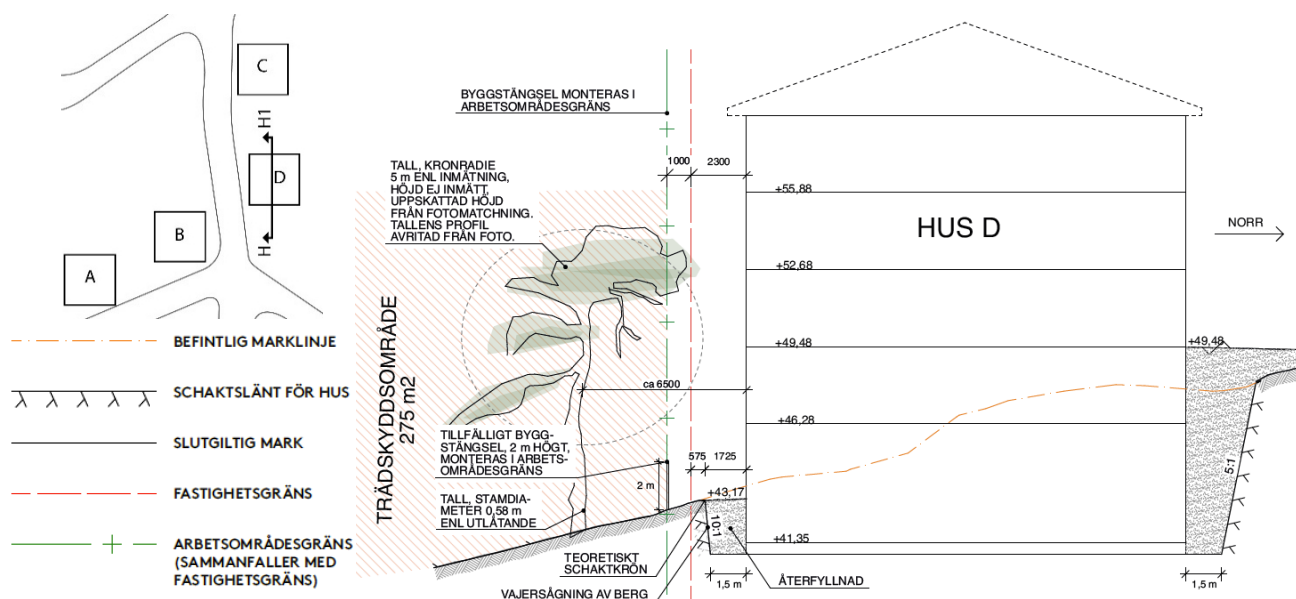 C
H1
D
H
B
A
BEFINTLIG MARKLINJE
SCHAKTSLÄNT FÖR HUS
SLUTGILTIG MARK
FASTIGHETSGRÄNS
ARBETSOMRÅDESGRÄNS
(SAMMANFALLER MED
FASTIGHETSGRÄNS)
BYGGSTÄNGSEL MONTERAS I
ARBETSOMRÅDESGRÄNS
TALL, KRONRADIE
5 m ENL INMÄTNING,
HÖJD EJ INMÄTT,
UPPSKATTAD HÖJD
FRÅN FOTOMATCHNING.
TALLENS PROFIL
AVRITAD FRÅN FOTO.
1000
2300
+55,88
HUS D
NORR
+52,68
+49,48
+49,48
ca 6500
+46,28
TRÄDSKYDDSOMRÅDE
275 m2
TILLFÄLLIGT BYGG-
STÄNGSEL, 2 m HÖGT,
MONTERAS I ARBETS-
OMRÅDESGRÄNS
575
1725
2 m
5:1
+43,17
TALL, STAMDIA-
METER 0,58 m
ENL UTLÅTANDE
10:1
+41,35
TEORETISKT
SCHAKTKRÖN
VAJERSÅGNING AV BERG
1,5 m
ÅTERFYLLNAD
1,5 m